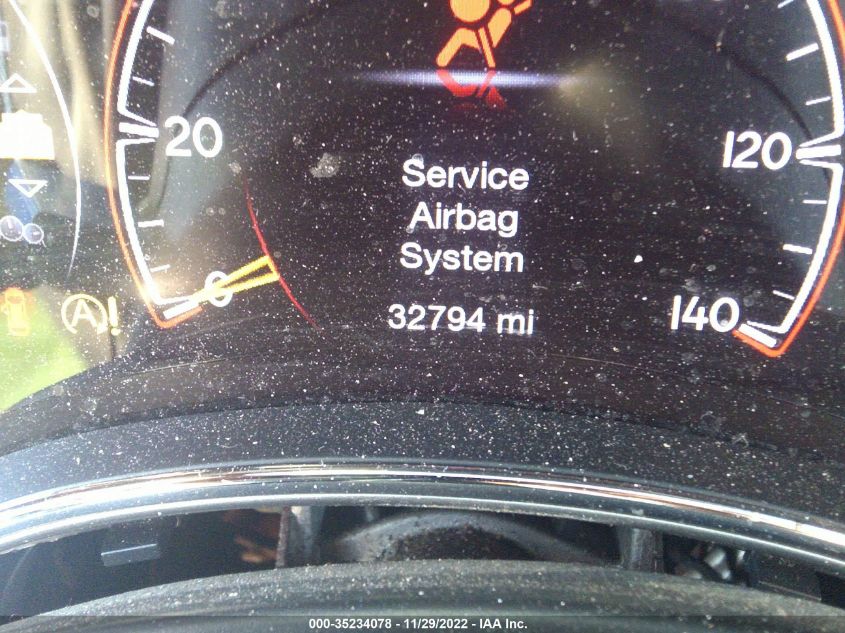 20
120
Service
Airbag
System
0
140
32794 mi
A!
000-35234078 - 11/29/2022 - IAA Inc.